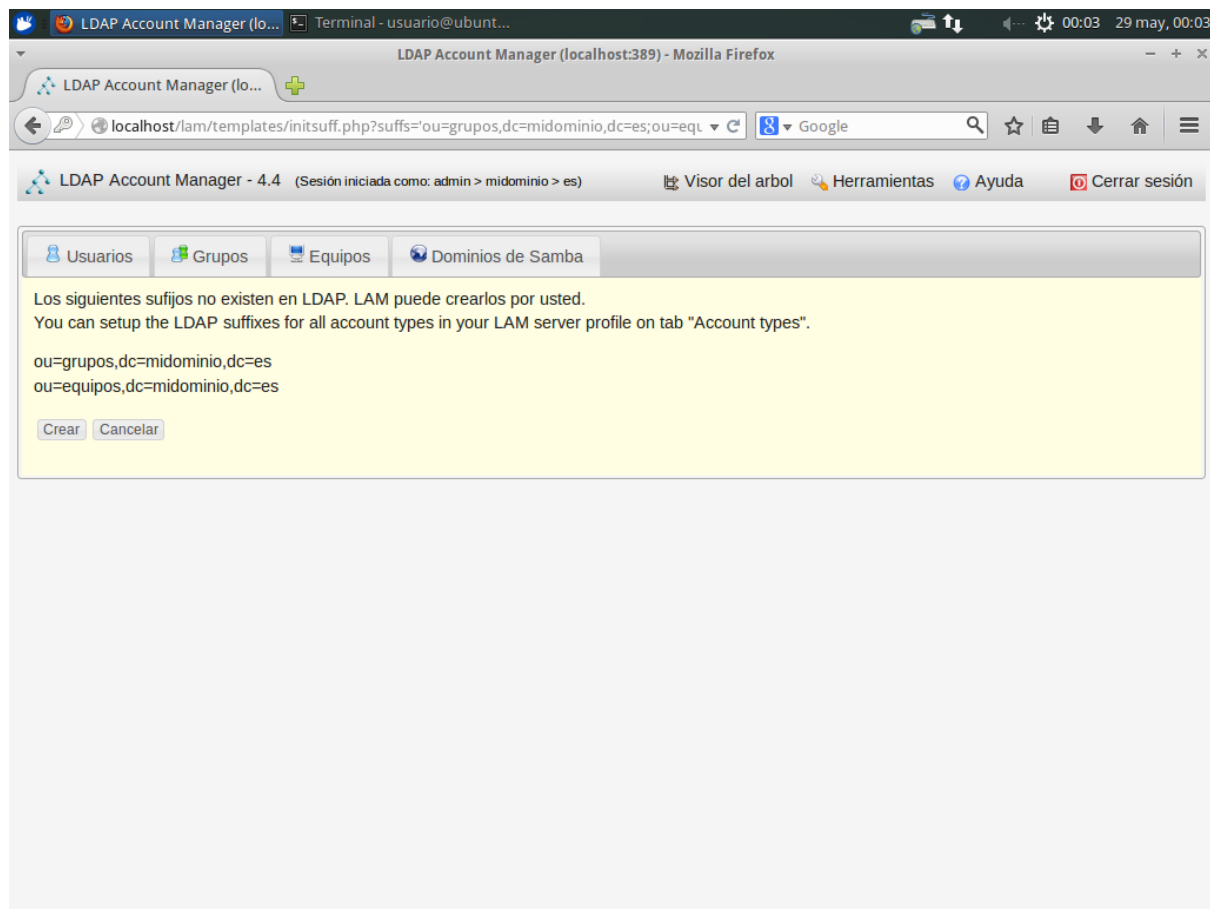 LDAP Account Manager (lo... Terminal - usuario@ubunt... 00:03 29 may, 00:03
LDAP Account Manager (localhost:389) - Mozilla Firefox
LDAP Account Manager (lo...
localhost/lam/templates/initsuff.php?suffs='ou=grupos,dc=midominio,dc=es;ou=equ Google
LDAP Account Manager - 4.4 (Sesión iniciada como: admin > midominio > es) Visor del arbol Herramientas Ayuda Cerrar sesión
Usuarios Grupos Equipos Dominios de Samba
Los siguientes sufijos no existen en LDAP. LAM puede crearlos por usted.
You can setup the LDAP suffixes for all account types in your LAM server profile on tab "Account types".
ou=grupos,dc=midominio,dc=es
ou=equipos,dc=midominio,dc=es
Crear Cancelar